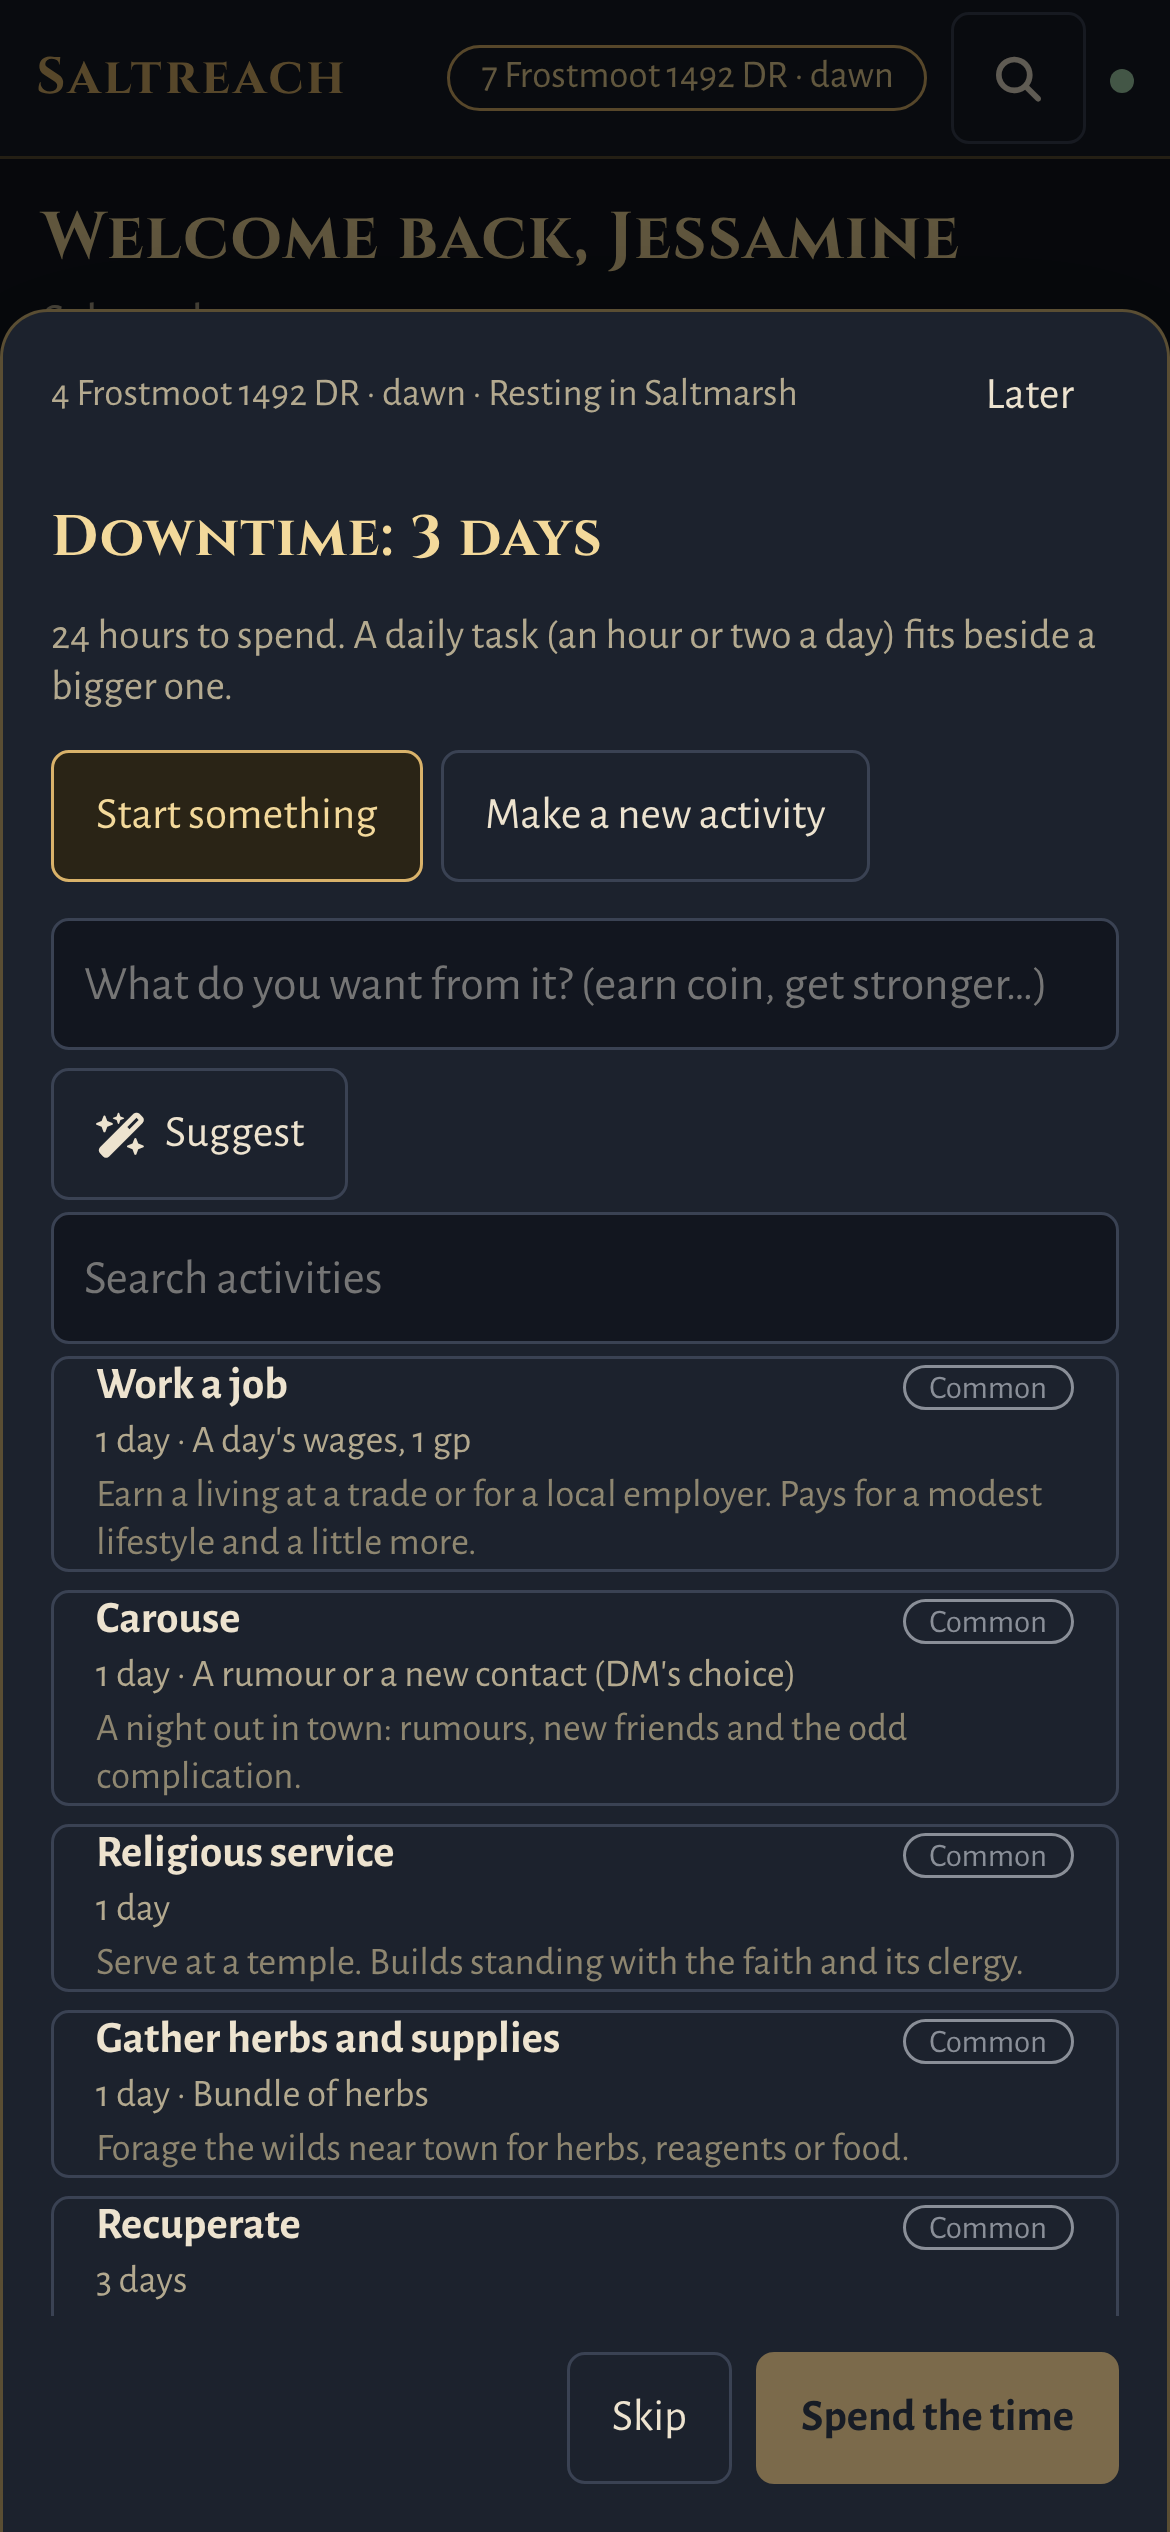 Saltreach
7 Frostmoot 1492 DR · dawn
Welcome back, Jessamine
4 Frostmoot 1492 DR · dawn · Resting in Saltmarsh
Later
Downtime: 3 days
24 hours to spend. A daily task (an hour or two a day) fits beside a
bigger one.
Start something
Make a new activity
What do you want from it? (earn coin, get stronger...)
Suggest
Search activities
Work a job
Common
1 day · A day's wages, 1 gp
Earn a living at a trade or for a local employer. Pays for a modest
lifestyle and a little more.
Carouse
Common
1 day · A rumour or a new contact (DM's choice)
A night out in town: rumours, new friends and the odd
complication.
Religious service
Common
1 day
Serve at a temple. Builds standing with the faith and its clergy.
Gather herbs and supplies
Common
1 day · Bundle of herbs
Forage the wilds near town for herbs, reagents or food.
Recuperate
Common
3 days
Skip
Spend the time